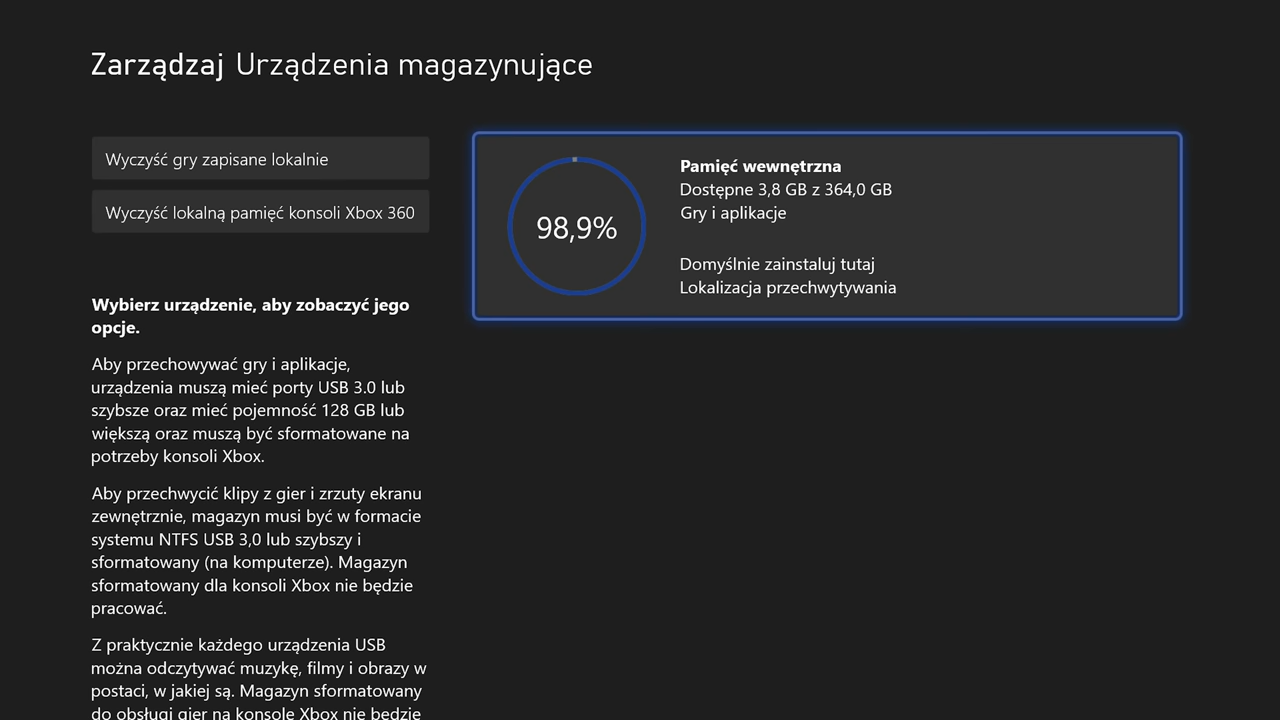 Zarządzaj Urządzenia magazynujące
Wyczyść gry zapisane lokalnie
Wyczyść lokalną pamięć konsoli Xbox 360
Wybierz urządzenie, aby zobaczyć jego
opcje.
Aby przechowywać gry i aplikacje,
urządzenia muszą mieć porty USB 3.0 lub
szybsze oraz mieć pojemność 128 GB lub
większą oraz muszą być sformatowane na
potrzeby konsoli Xbox.
Aby przechwycić klipy z gier i zrzuty ekranu
zewnętrznie, magazyn musi być w formacie
systemu NTFS USB 3,0 lub szybszy i
sformatowany (na komputerze). Magazyn
sformatowany dla konsoli Xbox nie będzie
pracować.
Z praktycznie każdego urządzenia USB
można odczytywać muzykę, filmy i obrazy w
postaci, w jakiej są. Magazyn sformatowany
do obsługi gier na konsole Xbox nie będzie
98,9%
Pamięć wewnętrzna
Dostępne 3,8 GB z 364,0 GB
Gry i aplikacje
Domyślnie zainstaluj tutaj
Lokalizacja przechwytywania